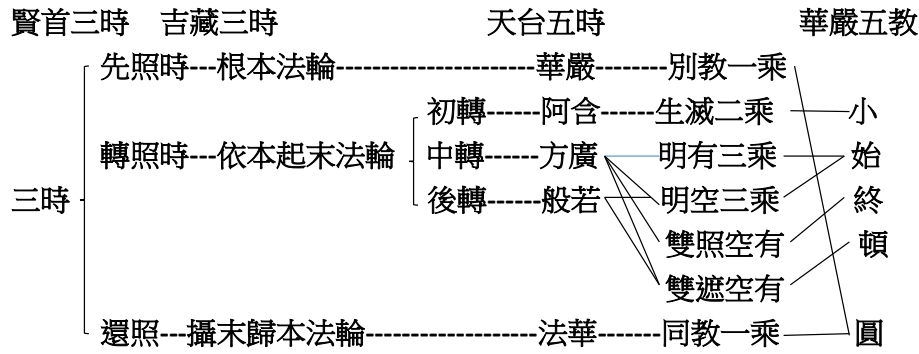 賢首三時 吉藏三時 天台五時 華嚴五教
先照時---根本法輪----------------------華嚴--------別教一乘
初轉------阿含------生滅二乘 小
轉照時---依本起末法輪 中轉------方廣 明有三乘 始
三時 後轉------般若 明空三乘 終
雙照空有 頓
雙遮空有
還照---攝末歸本法輪-----------------法華-------同教一乘 圓